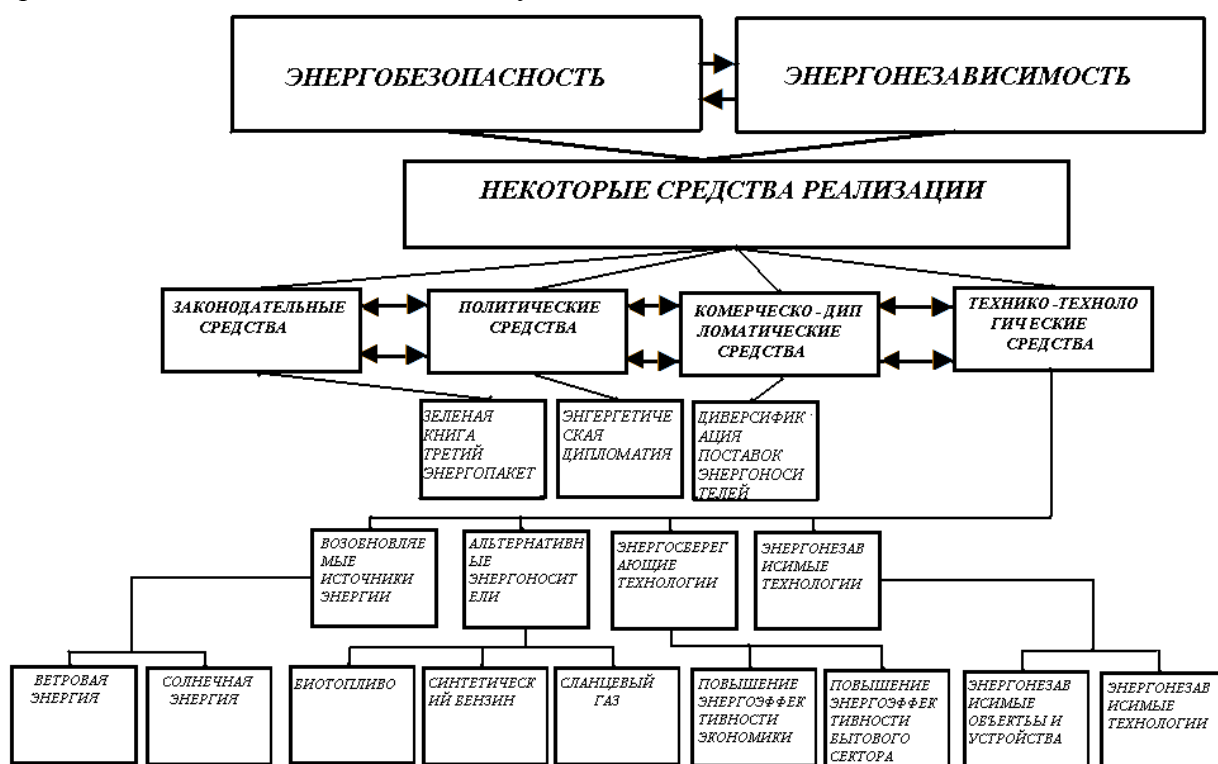 ЭНЕРГОБЕЗОПАСНОСТЬ
ЭНЕРГОНЕЗАВИСИМОСТЬ
НЕКОТОРЫЕ СРЕДСТВА РЕАЛИЗАЦИИ
ЗАКОНОДАТЕЛЬНЫЕ
СРЕДСТВА
ПОЛИТИЧЕСКИЕ
СРЕДСТВА
КОМЕРЧЕСКО - ДИП
ЛОМАТИЧЕСКИЕ
СРЕДСТВА
ТЕХНИКО -ТЕХНОЛО
ГИЧЕСКИЕ
СРЕДСТВА
ЗЕЛЕНАЯ
КНИГА
ТРЕТИЙ
ЭНЕРГОПАКЕТ
ЭНГЕРГЕТИЧЕ
СКАЯ
ДИПЛОМАТИЯ
ДИВЕРСИФИК
АЦИЯ
ПОСТАВОК
ЭНЕРГОНОСИ
ТЕЛЕЙ
ВОЗОБНОВЛЯЕ
МЫЕ
ИСТОЧНИКИ
ЭНЕРГИИ
АЛЬТЕРНАТИВН
ЫЕ
ЭНЕРГОНОСИТ
ЕЛИ
ЭНЕРГОСБЕРЕГ
АЮЩИЕ
ТЕХНОЛОГИИ
ЭНЕРГОНЕЗАВ
ИСИМЫЕ
ТЕХНОЛОГИИ
ВЕТРОВАЯ
ЭНЕРГИЯ
СОЛНЕЧНАЯ
ЭНЕРГИЯ
БИОТОПЛИВО
СИНТЕТИЧЕСК
ИЙ БЕНЗИН
СЛАНЦЕВЫЙ
ГАЗ
ПОВЫШЕНИЕ
ЭНЕРГОЭФФЕК
ТИВНОСТИ
ЭКОНОМИКИ
ПОВЫШЕНИЕ
ЭНЕРГОЭФФЕК
ТИВНОСТИ
БЫТОВОГО
СЕКТОРА
ЭНЕРГОНЕЗАВ
ИСИМЫЕ
ОБЪЕКТЬЫ И
УСТРОЙСТВА
ЭНЕРГОНЕЗАВ
ИСИМЫЕ
ТЕХНОЛОГИИ